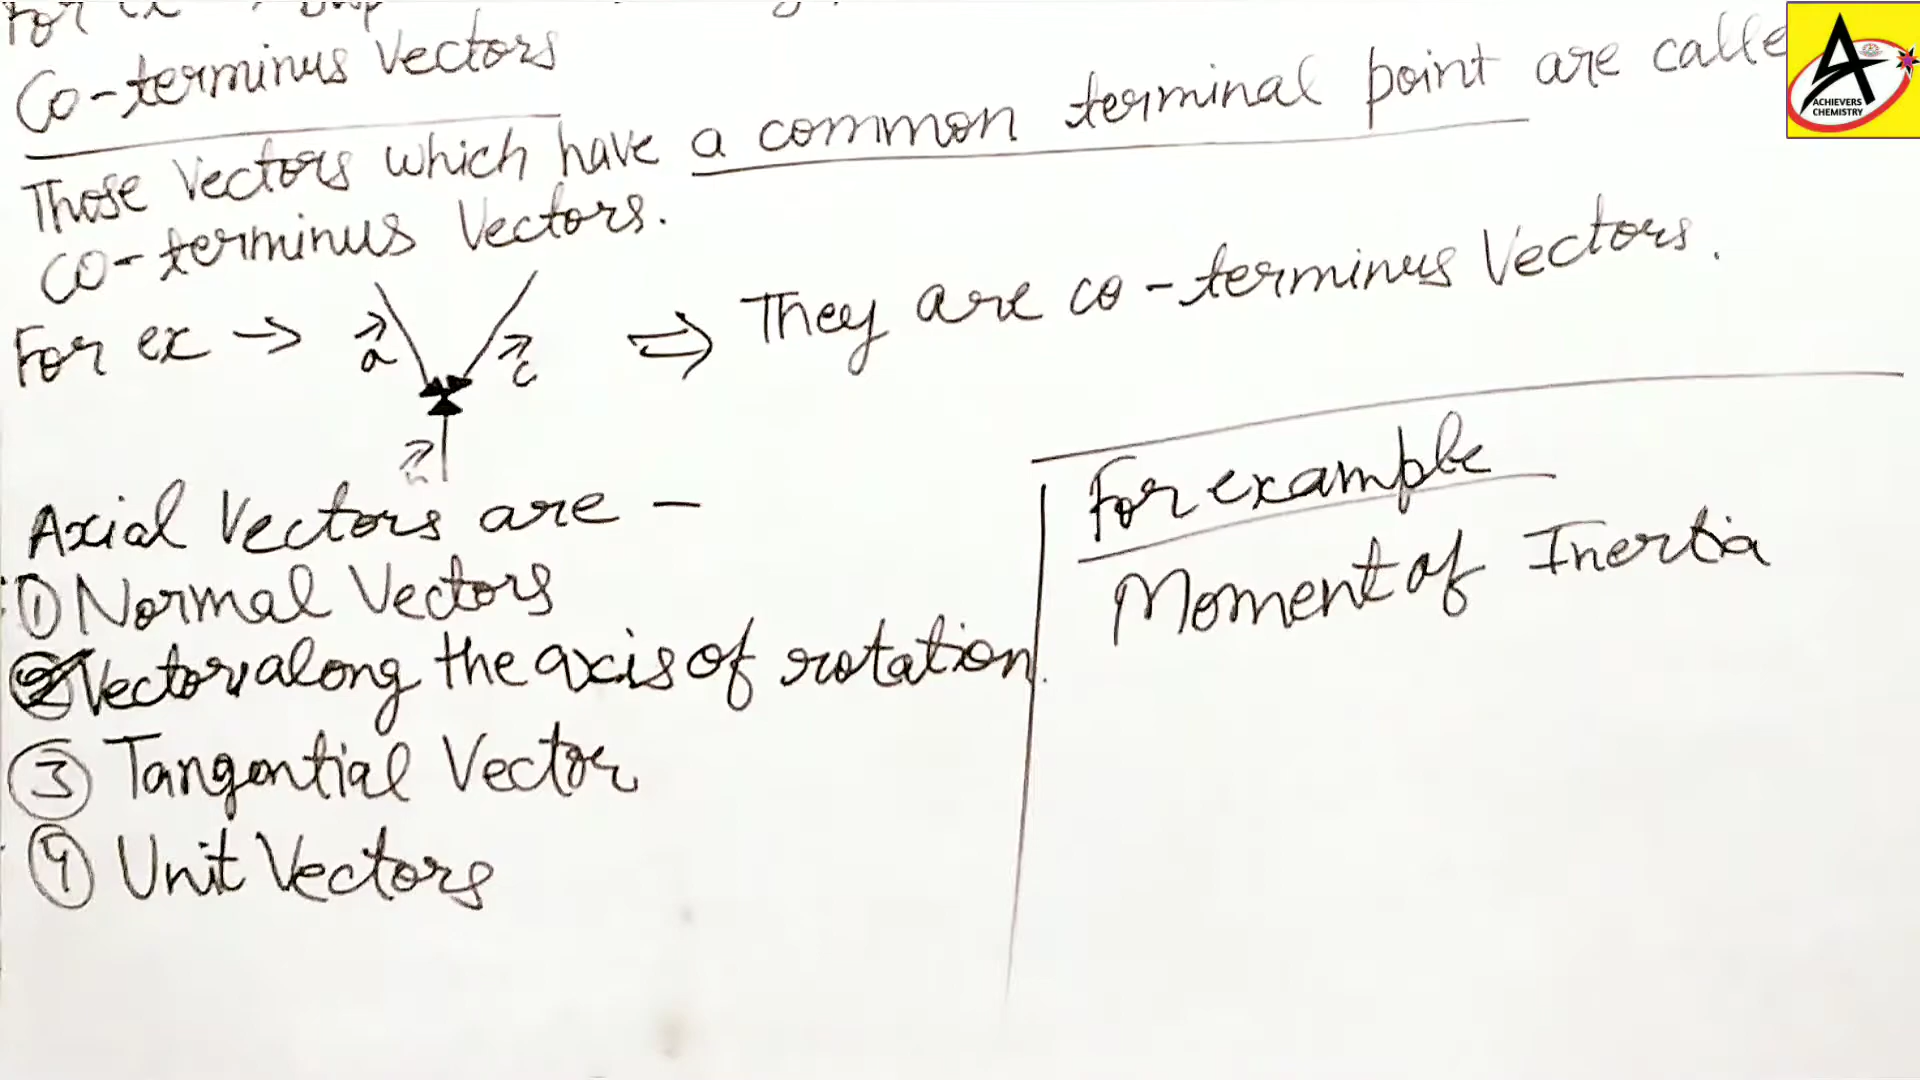 For ex
Co-terminus Vectors
Those Vectors which have a common terminal point are calle
co-terminus Vectors.
For ex → a c ⇒ They are co-terminus Vectors.
Axial Vectors are -
① Normal Vectors
② Vector along the axis of rotation.
③ Tangential Vector
④ Unit Vectors
For example
Moment of Inertia
A
ACHIEVERS
CHEMISTRY